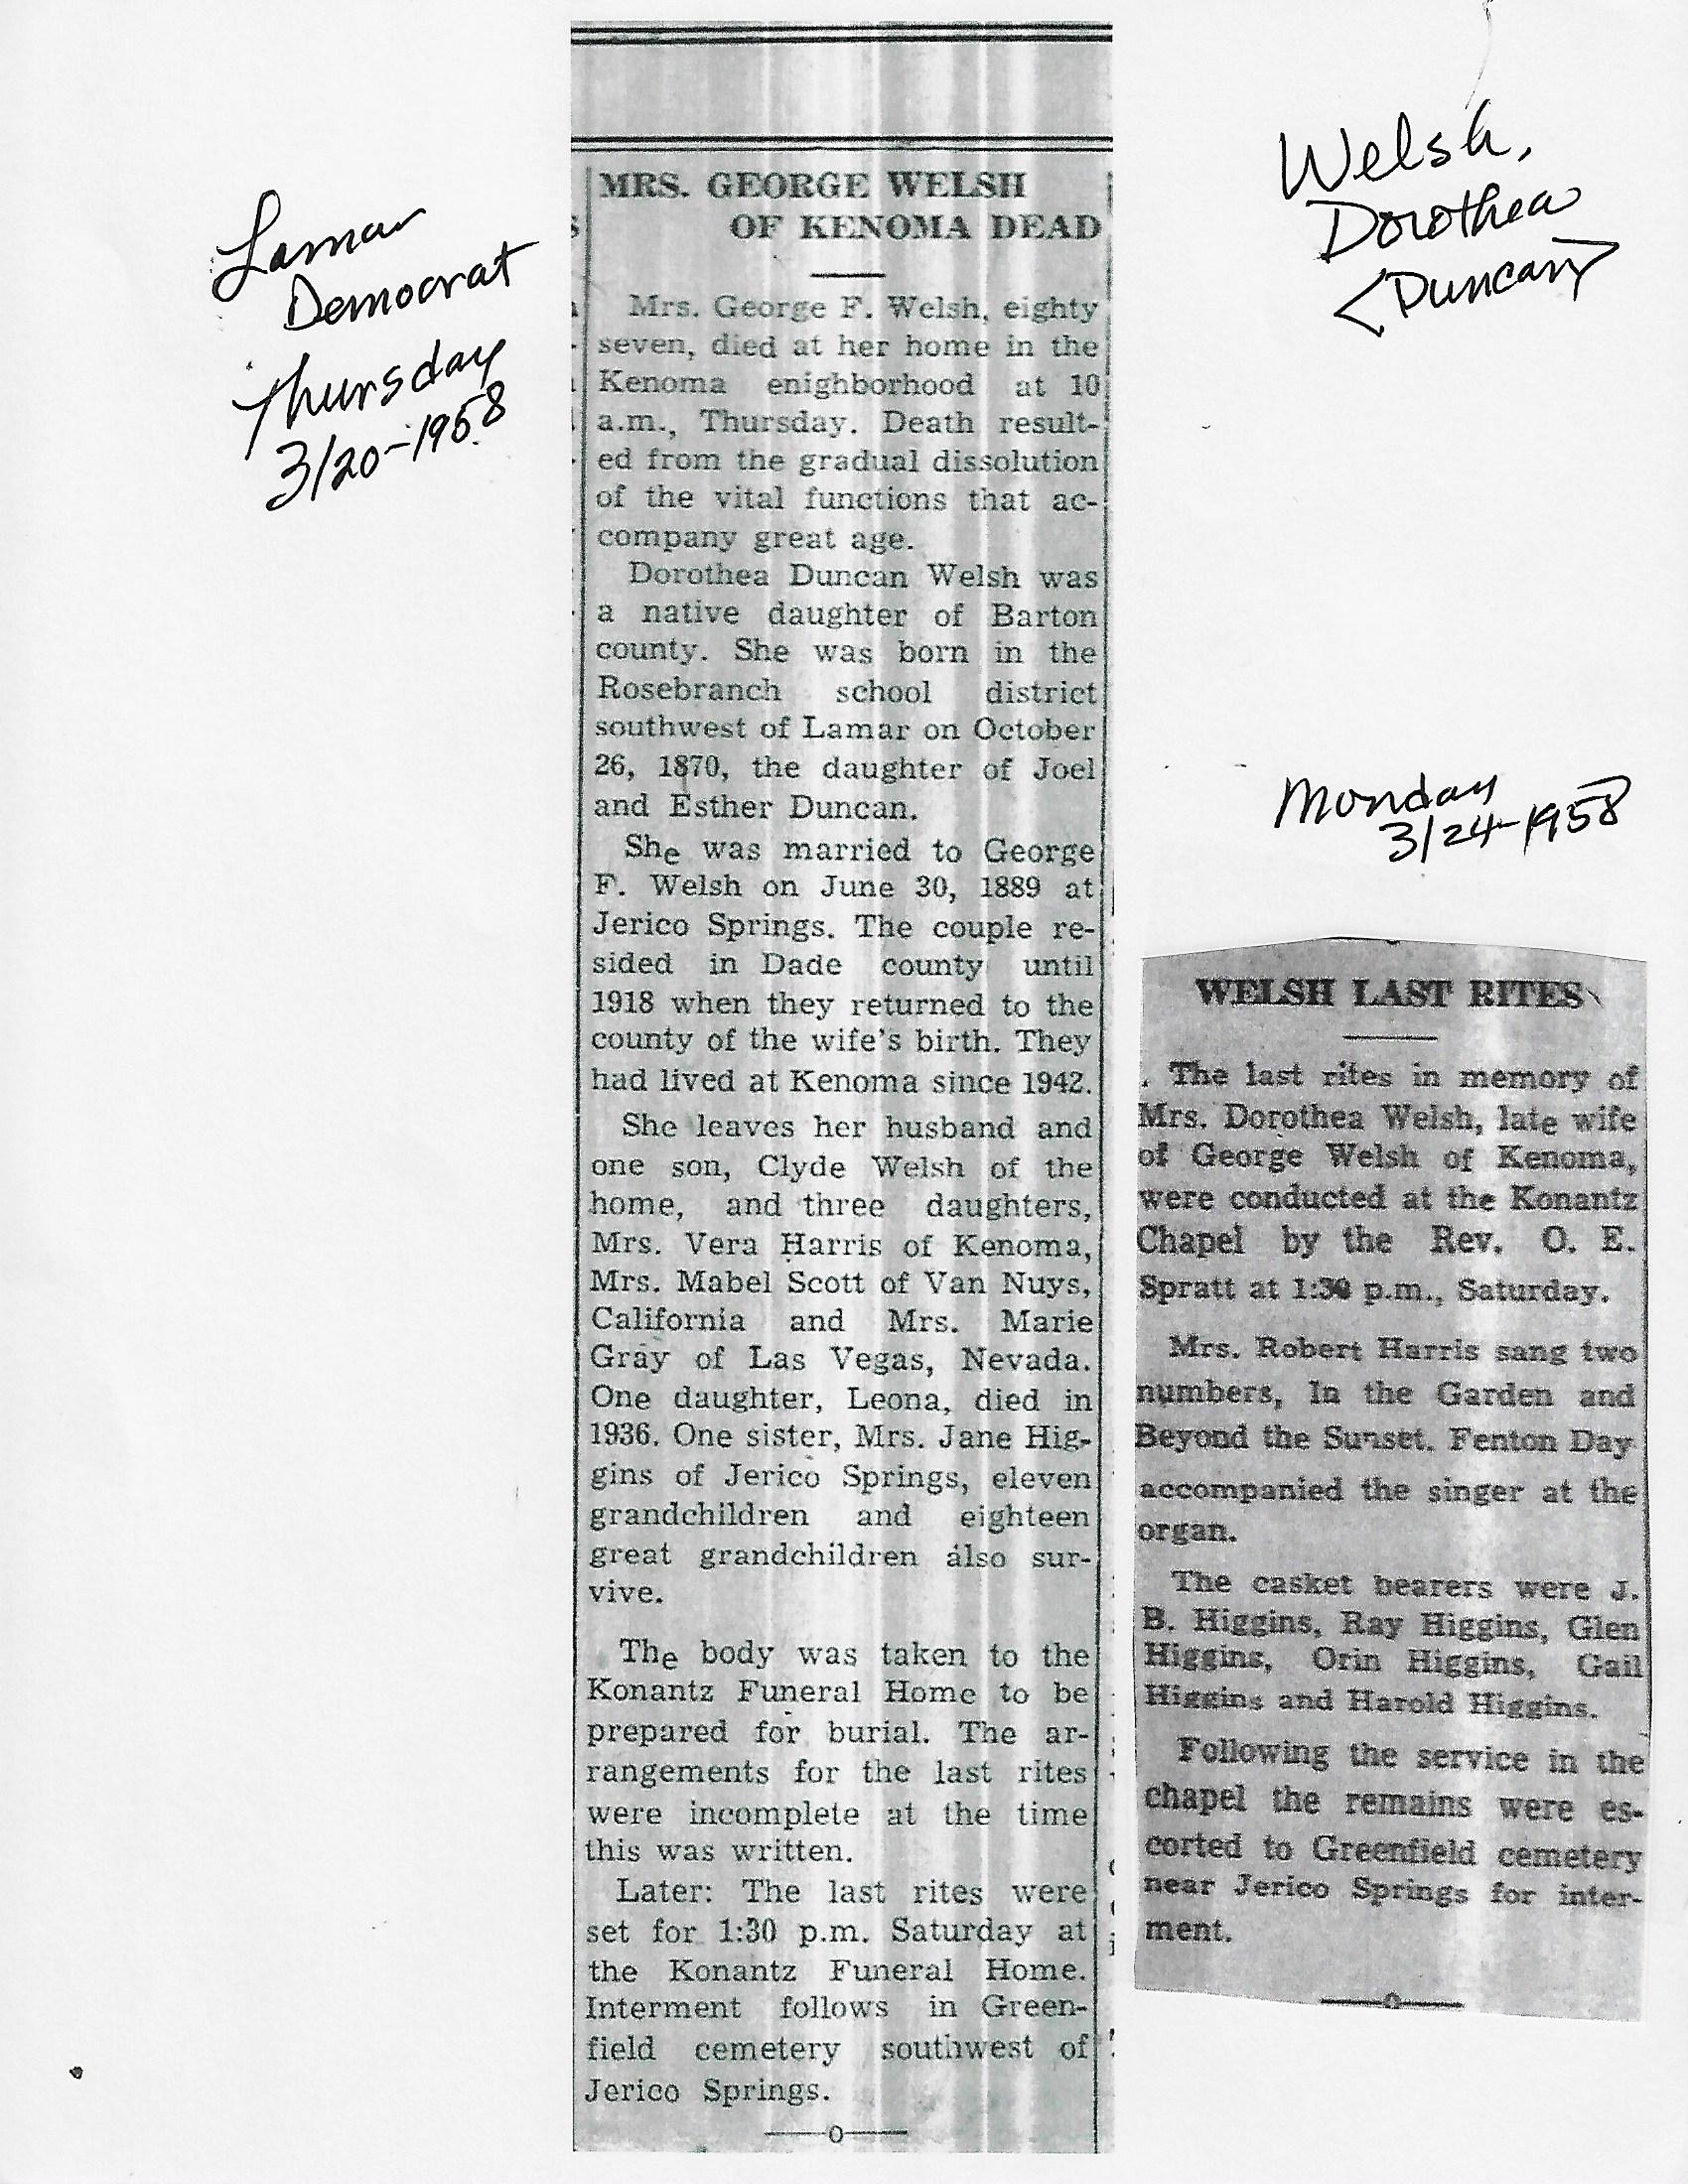 Lamar
Democrat
Thursday
3/20-1958
Welsh,
Dorothea
<Duncan>
MRS. GEORGE WELSH
OF KENOMA DEAD
Mrs. George F. Welsh, eighty
seven, died at her home in the
Kenoma enighborhood at 10
a.m., Thursday. Death result-
ed from the gradual dissolution
of the vital functions that ac-
company great age.
Dorothea Duncan Welsh was
a native daughter of Barton
county. She was born in the
Rosebranch school district
southwest of Lamar on October
26, 1870, the daughter of Joel
and Esther Duncan.
She was married to George
F. Welsh on June 30, 1889 at
Jerico Springs. The couple re-
sided in Dade county until
1918 when they returned to the
county of the wife's birth. They
had lived at Kenoma since 1942.
She leaves her husband and
one son, Clyde Welsh of the
home, and three daughters,
Mrs. Vera Harris of Kenoma,
Mrs. Mabel Scott of Van Nuys,
California and Mrs. Marie
Gray of Las Vegas, Nevada.
One daughter, Leona, died in
1936. One sister, Mrs. Jane Hig-
gins of Jerico Springs, eleven
grandchildren and eighteen
great grandchildren also sur-
vive.
The body was taken to the
Konantz Funeral Home to be
prepared for burial. The ar-
rangements for the last rites
were incomplete at the time
this was written.
Later: The last rites were
set for 1:30 p.m. Saturday at
the Konantz Funeral Home.
Interment follows in Green-
field cemetery southwest of
Jerico Springs.
Monday
3/24-1958
WELSH LAST RITES
The last rites in memory of
Mrs. Dorothea Welsh, late wife
of George Welsh of Kenoma,
were conducted at the Konantz
Chapel by the Rev. O. E.
Spratt at 1:30 p.m., Saturday.
Mrs. Robert Harris sang two
numbers, In the Garden and
Beyond the Sunset. Fenton Day
accompanied the singer at the
organ.
The casket bearers were J.
B. Higgins, Ray Higgins, Glen
Higgins, Orin Higgins, Gail
Higgins and Harold Higgins.
Following the service in the
chapel the remains were es-
corted to Greenfield cemetery
near Jerico Springs for inter-
ment.